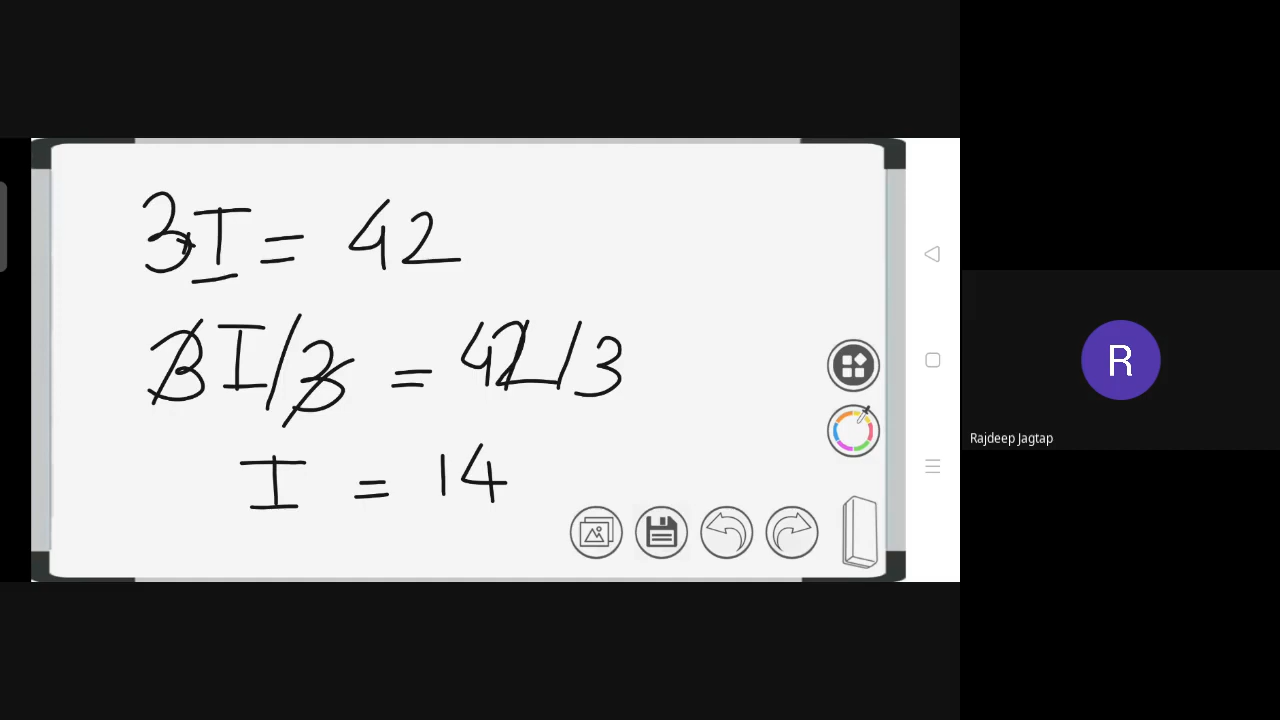 3I = 42
3I/3 = 42/3
I = 14
R
Rajdeep Jagtap